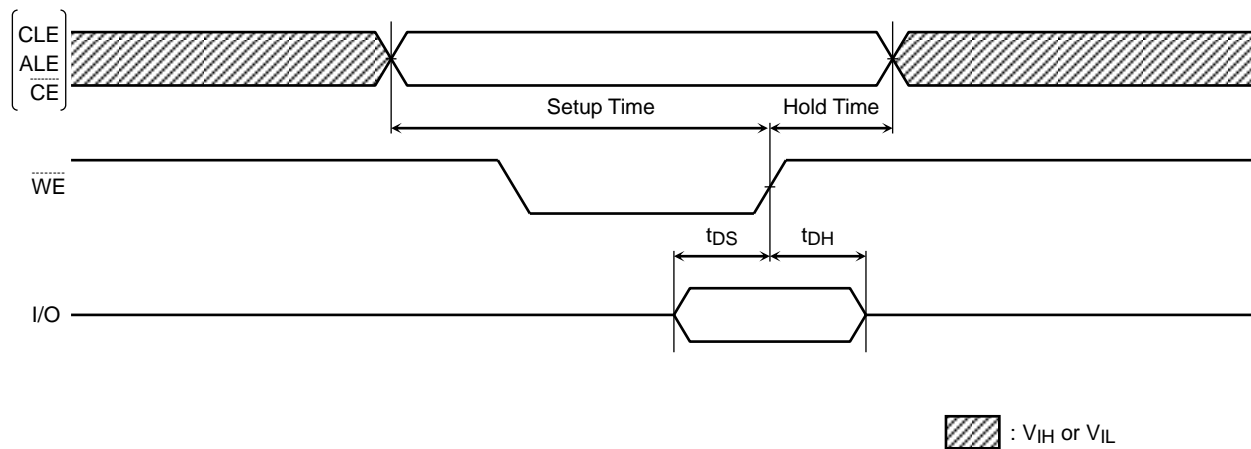 CLE
ALE
CE
Setup Time
Hold Time
WE
tDS
tDH
I/O
: VIH or VIL